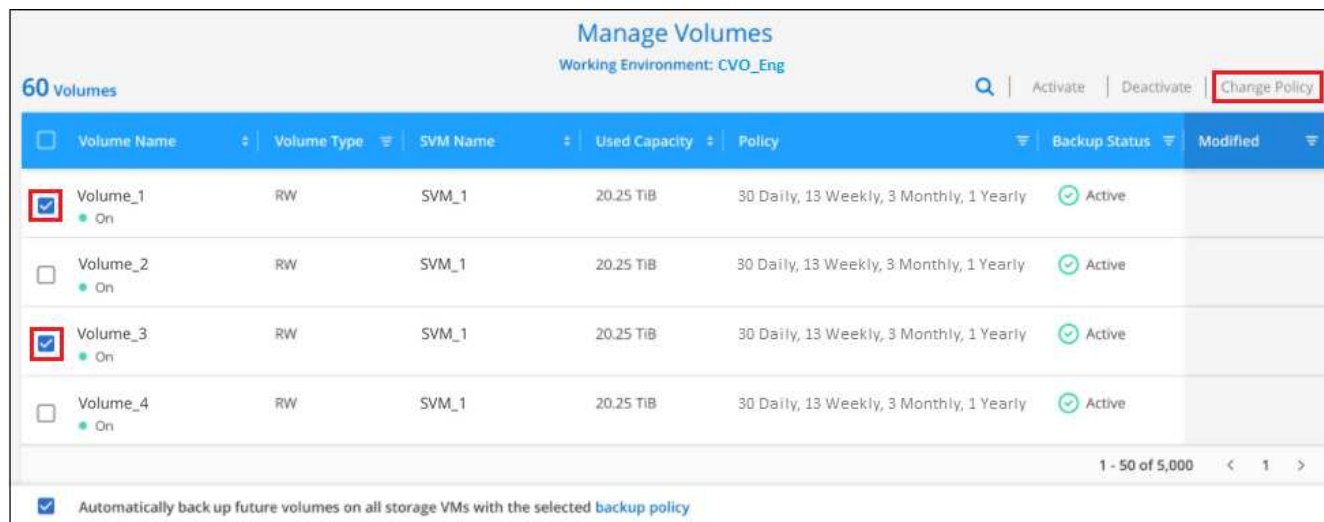 Manage Volumes
Working Environment: CVO_Eng
60 Volumes
Activate | Deactivate | Change Policy
Volume Name Volume Type SVM Name Used Capacity Policy Backup Status Modified
Volume_1 RW SVM_1 20.25 TiB 30 Daily, 13 Weekly, 3 Monthly, 1 Yearly Active
On
Volume_2 RW SVM_1 20.25 TiB 30 Daily, 13 Weekly, 3 Monthly, 1 Yearly Active
On
Volume_3 RW SVM_1 20.25 TiB 30 Daily, 13 Weekly, 3 Monthly, 1 Yearly Active
On
Volume_4 RW SVM_1 20.25 TiB 30 Daily, 13 Weekly, 3 Monthly, 1 Yearly Active
On
1 - 50 of 5,000 < 1 >
Automatically back up future volumes on all storage VMs with the selected backup policy